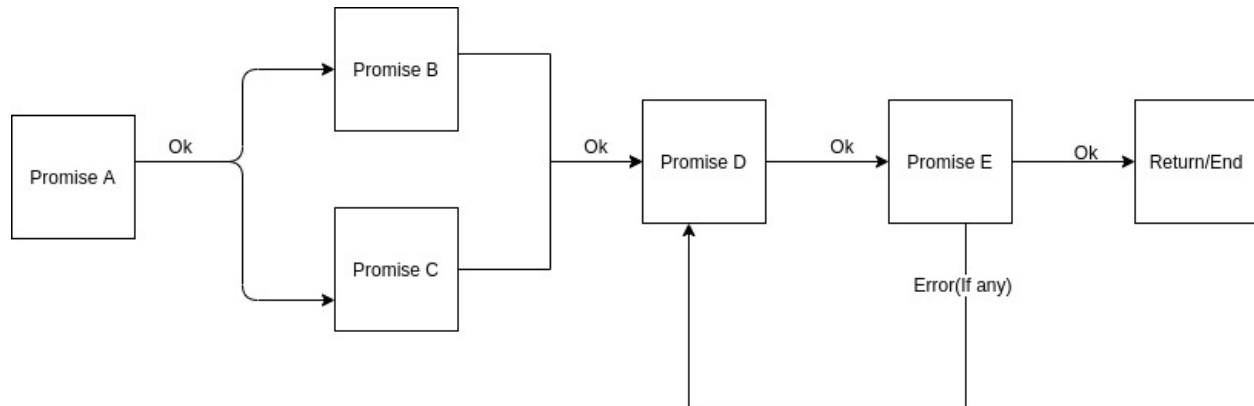 Promise A
Ok
Promise B
Promise C
Ok
Promise D
Ok
Promise E
Ok
Return/End
Error(If any)